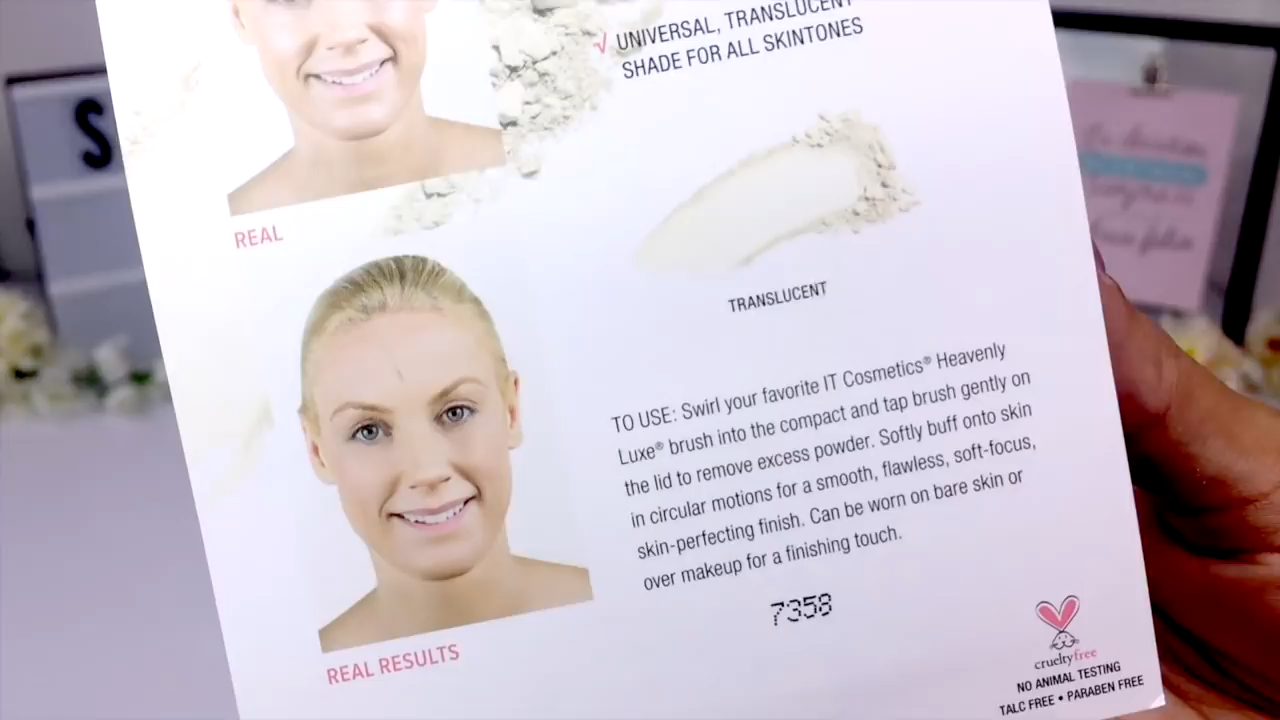 S
√ UNIVERSAL, TRANSLUCENT
SHADE FOR ALL SKINTONES
REAL
TRANSLUCENT
TO USE: Swirl your favorite IT Cosmetics® Heavenly
Luxe® brush into the compact and tap brush gently on
the lid to remove excess powder. Softly buff onto skin
in circular motions for a smooth, flawless, soft-focus,
skin-perfecting finish. Can be worn on bare skin or
over makeup for a finishing touch.
7358
REAL RESULTS
crueltyfree
NO ANIMAL TESTING
TALC FREE • PARABEN FREE